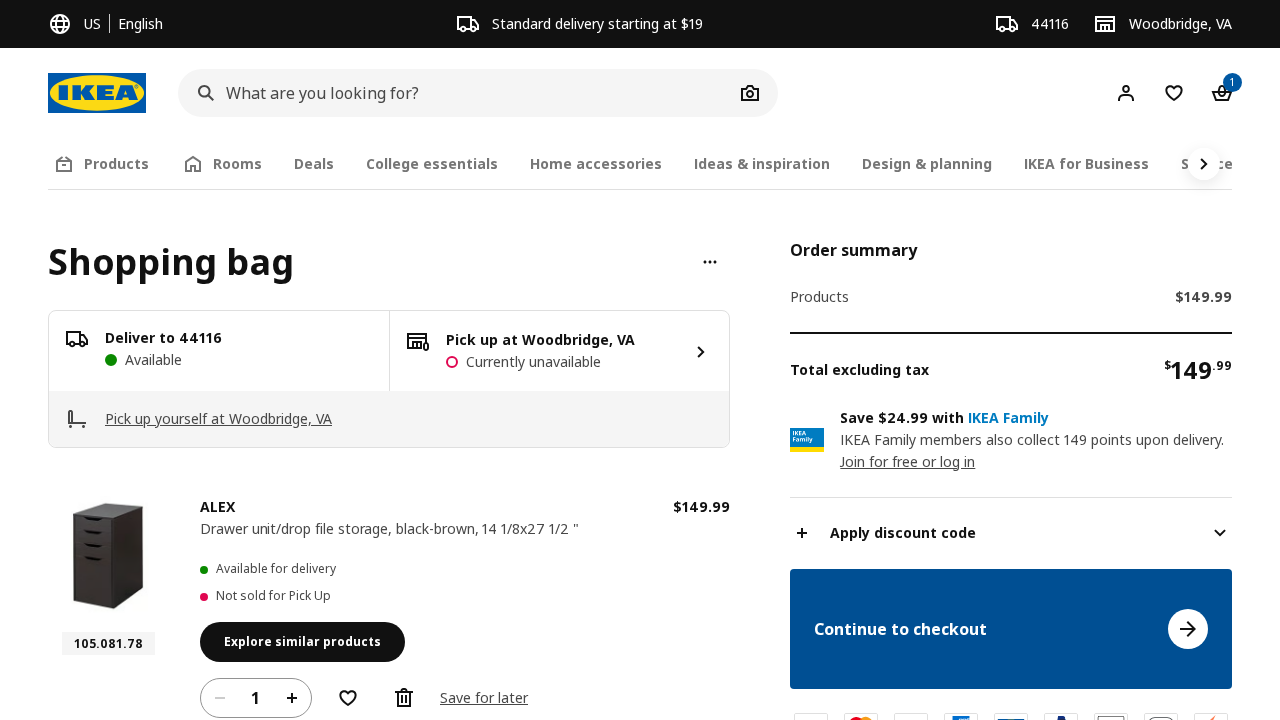 US English
Standard delivery starting at $19
44116
Woodbridge, VA
IKEA
What are you looking for?
1
Products
Rooms
Deals
College essentials
Home accessories
Ideas & inspiration
Design & planning
IKEA for Business
Shopping bag
Deliver to 44116
Available
Pick up at Woodbridge, VA
Currently unavailable
Pick up yourself at Woodbridge, VA
ALEX
$149.99
Drawer unit/drop file storage, black-brown, 14 1/8x27 1/2 "
Available for delivery
Not sold for Pick Up
105.081.78
Explore similar products
1
Save for later
Order summary
Products
$149.99
Total excluding tax
$149.99
IKEA
Family
Save $24.99 with IKEA Family
IKEA Family members also collect 149 points upon delivery.
Join for free or log in
Apply discount code
Continue to checkout